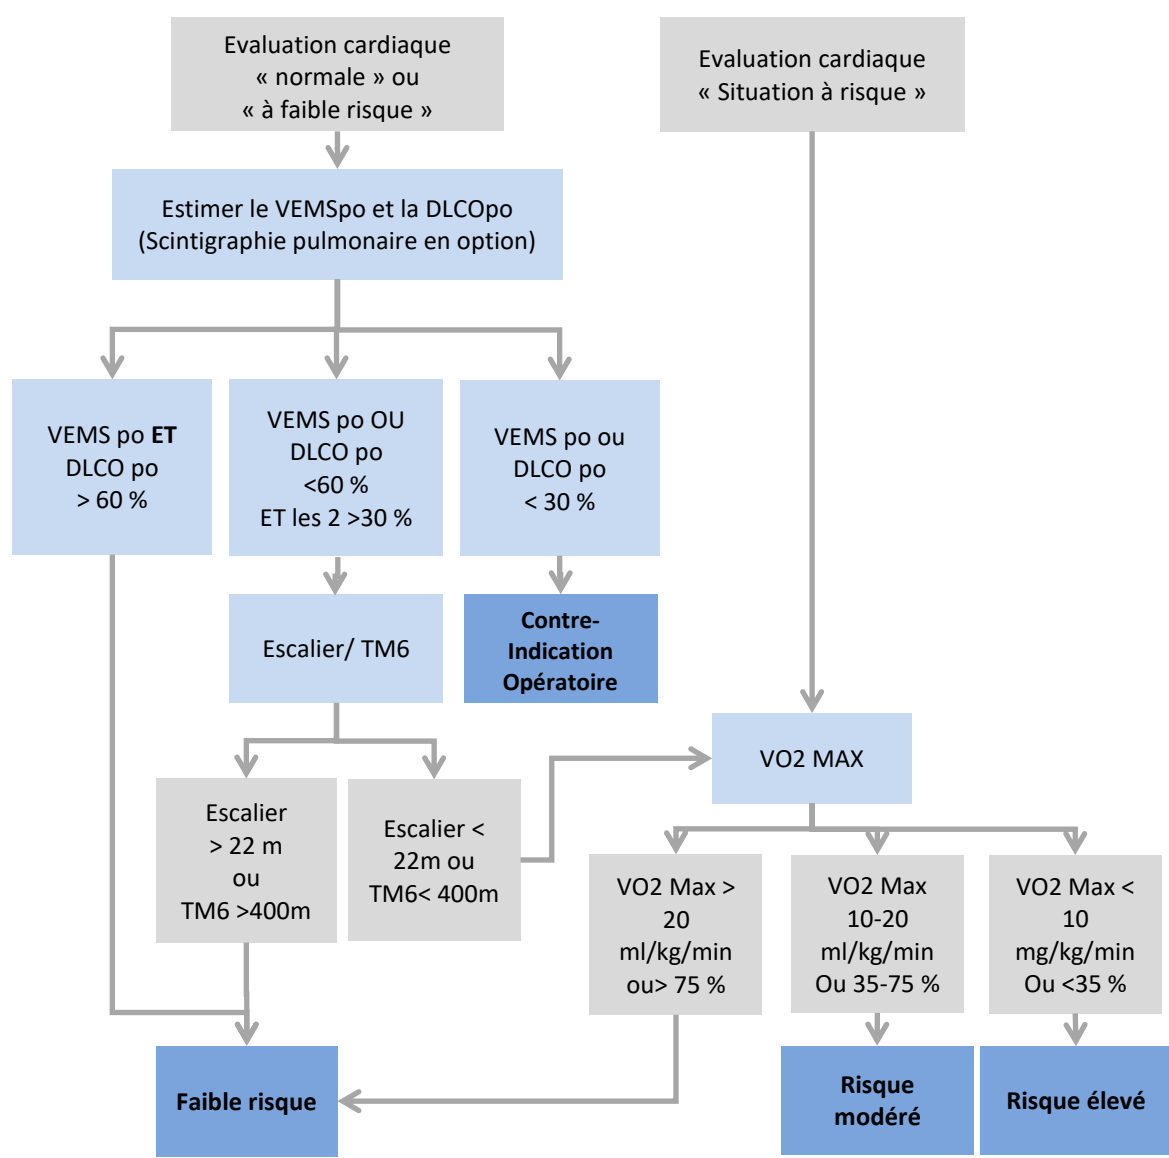 Evaluation cardiaque
« normale » ou
« à faible risque »
Evaluation cardiaque
« Situation à risque »
Estimer le VEMSpo et la DLCOpo
(Scintigraphie pulmonaire en option)
VEMS po ET
DLCO po
> 60 %
VEMS po OU
DLCO po
<60 %
ET les 2 >30 %
VEMS po ou
DLCO po
< 30 %
Escalier/ TM6
Contre-
Indication
Opératoire
VO2 MAX
Escalier
> 22 m
ou
TM6 >400m
Escalier <
22m ou
TM6< 400m
VO2 Max >
20
ml/kg/min
ou> 75 %
VO2 Max
10-20
ml/kg/min
Ou 35-75 %
VO2 Max <
10
mg/kg/min
Ou <35 %
Faible risque
Risque
modéré
Risque élevé